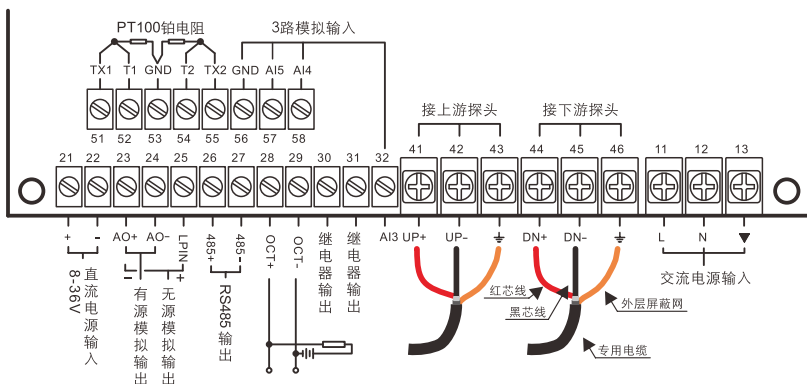 PT100铂电阻
3路模拟输入
TX1 T1 GND T2 TX2 GND AI5 AI4
51 52 53 54 55 56 57 58
接上游探头 接下游探头
21 22 23 24 25 26 27 28 29 30 31 32 41 42 43 44 45 46 11 12 13
+ - AO+ AO- LPIN 485+ 485- OCT+ OCT- 继电器输出 继电器输出 AI3 UP+ UP- DN+ DN- L N
- +
8-36V
直流电源输入
有源模拟输出
无源模拟输出
RS485输出
交流电源输入
红芯线
黑芯线
外层屏蔽网
专用电缆